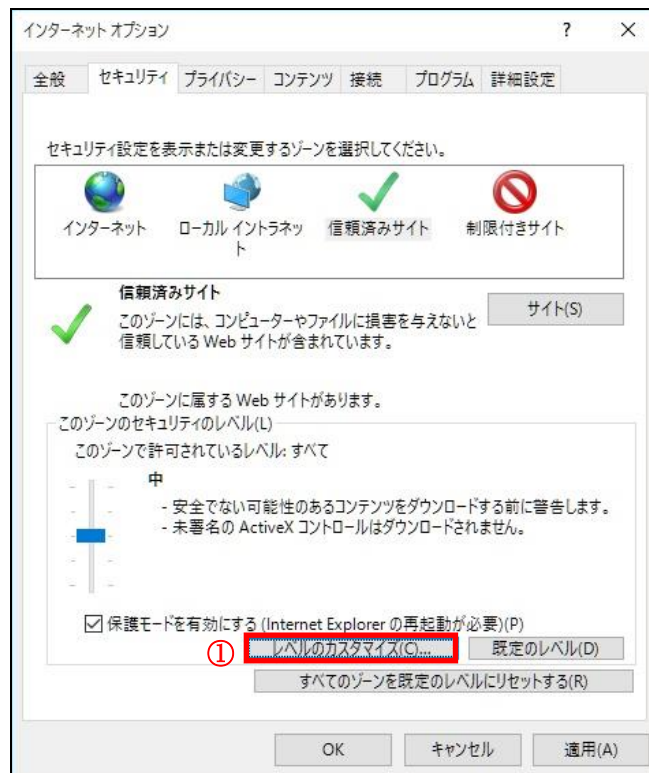 インターネット オプション ? ×
全般 セキュリティ プライバシー コンテンツ 接続 プログラム 詳細設定
セキュリティ設定を表示または変更するゾーンを選択してください。
インターネット ローカル イントラネッ 信頼済みサイト 制限付きサイト
ト
信頼済みサイト
サイト(S)
このゾーンには、コンピューターやファイルに損害を与えないと
信頼している Web サイトが含まれています。
このゾーンに属する Web サイトがあります。
このゾーンのセキュリティのレベル(L)
このゾーンで許可されているレベル: すべて
中
- 安全でない可能性のあるコンテンツをダウンロードする前に警告します。
- 未署名の ActiveX コントロールはダウンロードされません。
保護モードを有効にする (Internet Explorer の再起動が必要)(P)
① レベルのカスタマイズ(C)... 既定のレベル(D)
すべてのゾーンを既定のレベルにリセットする(R)
OK キャンセル 適用(A)